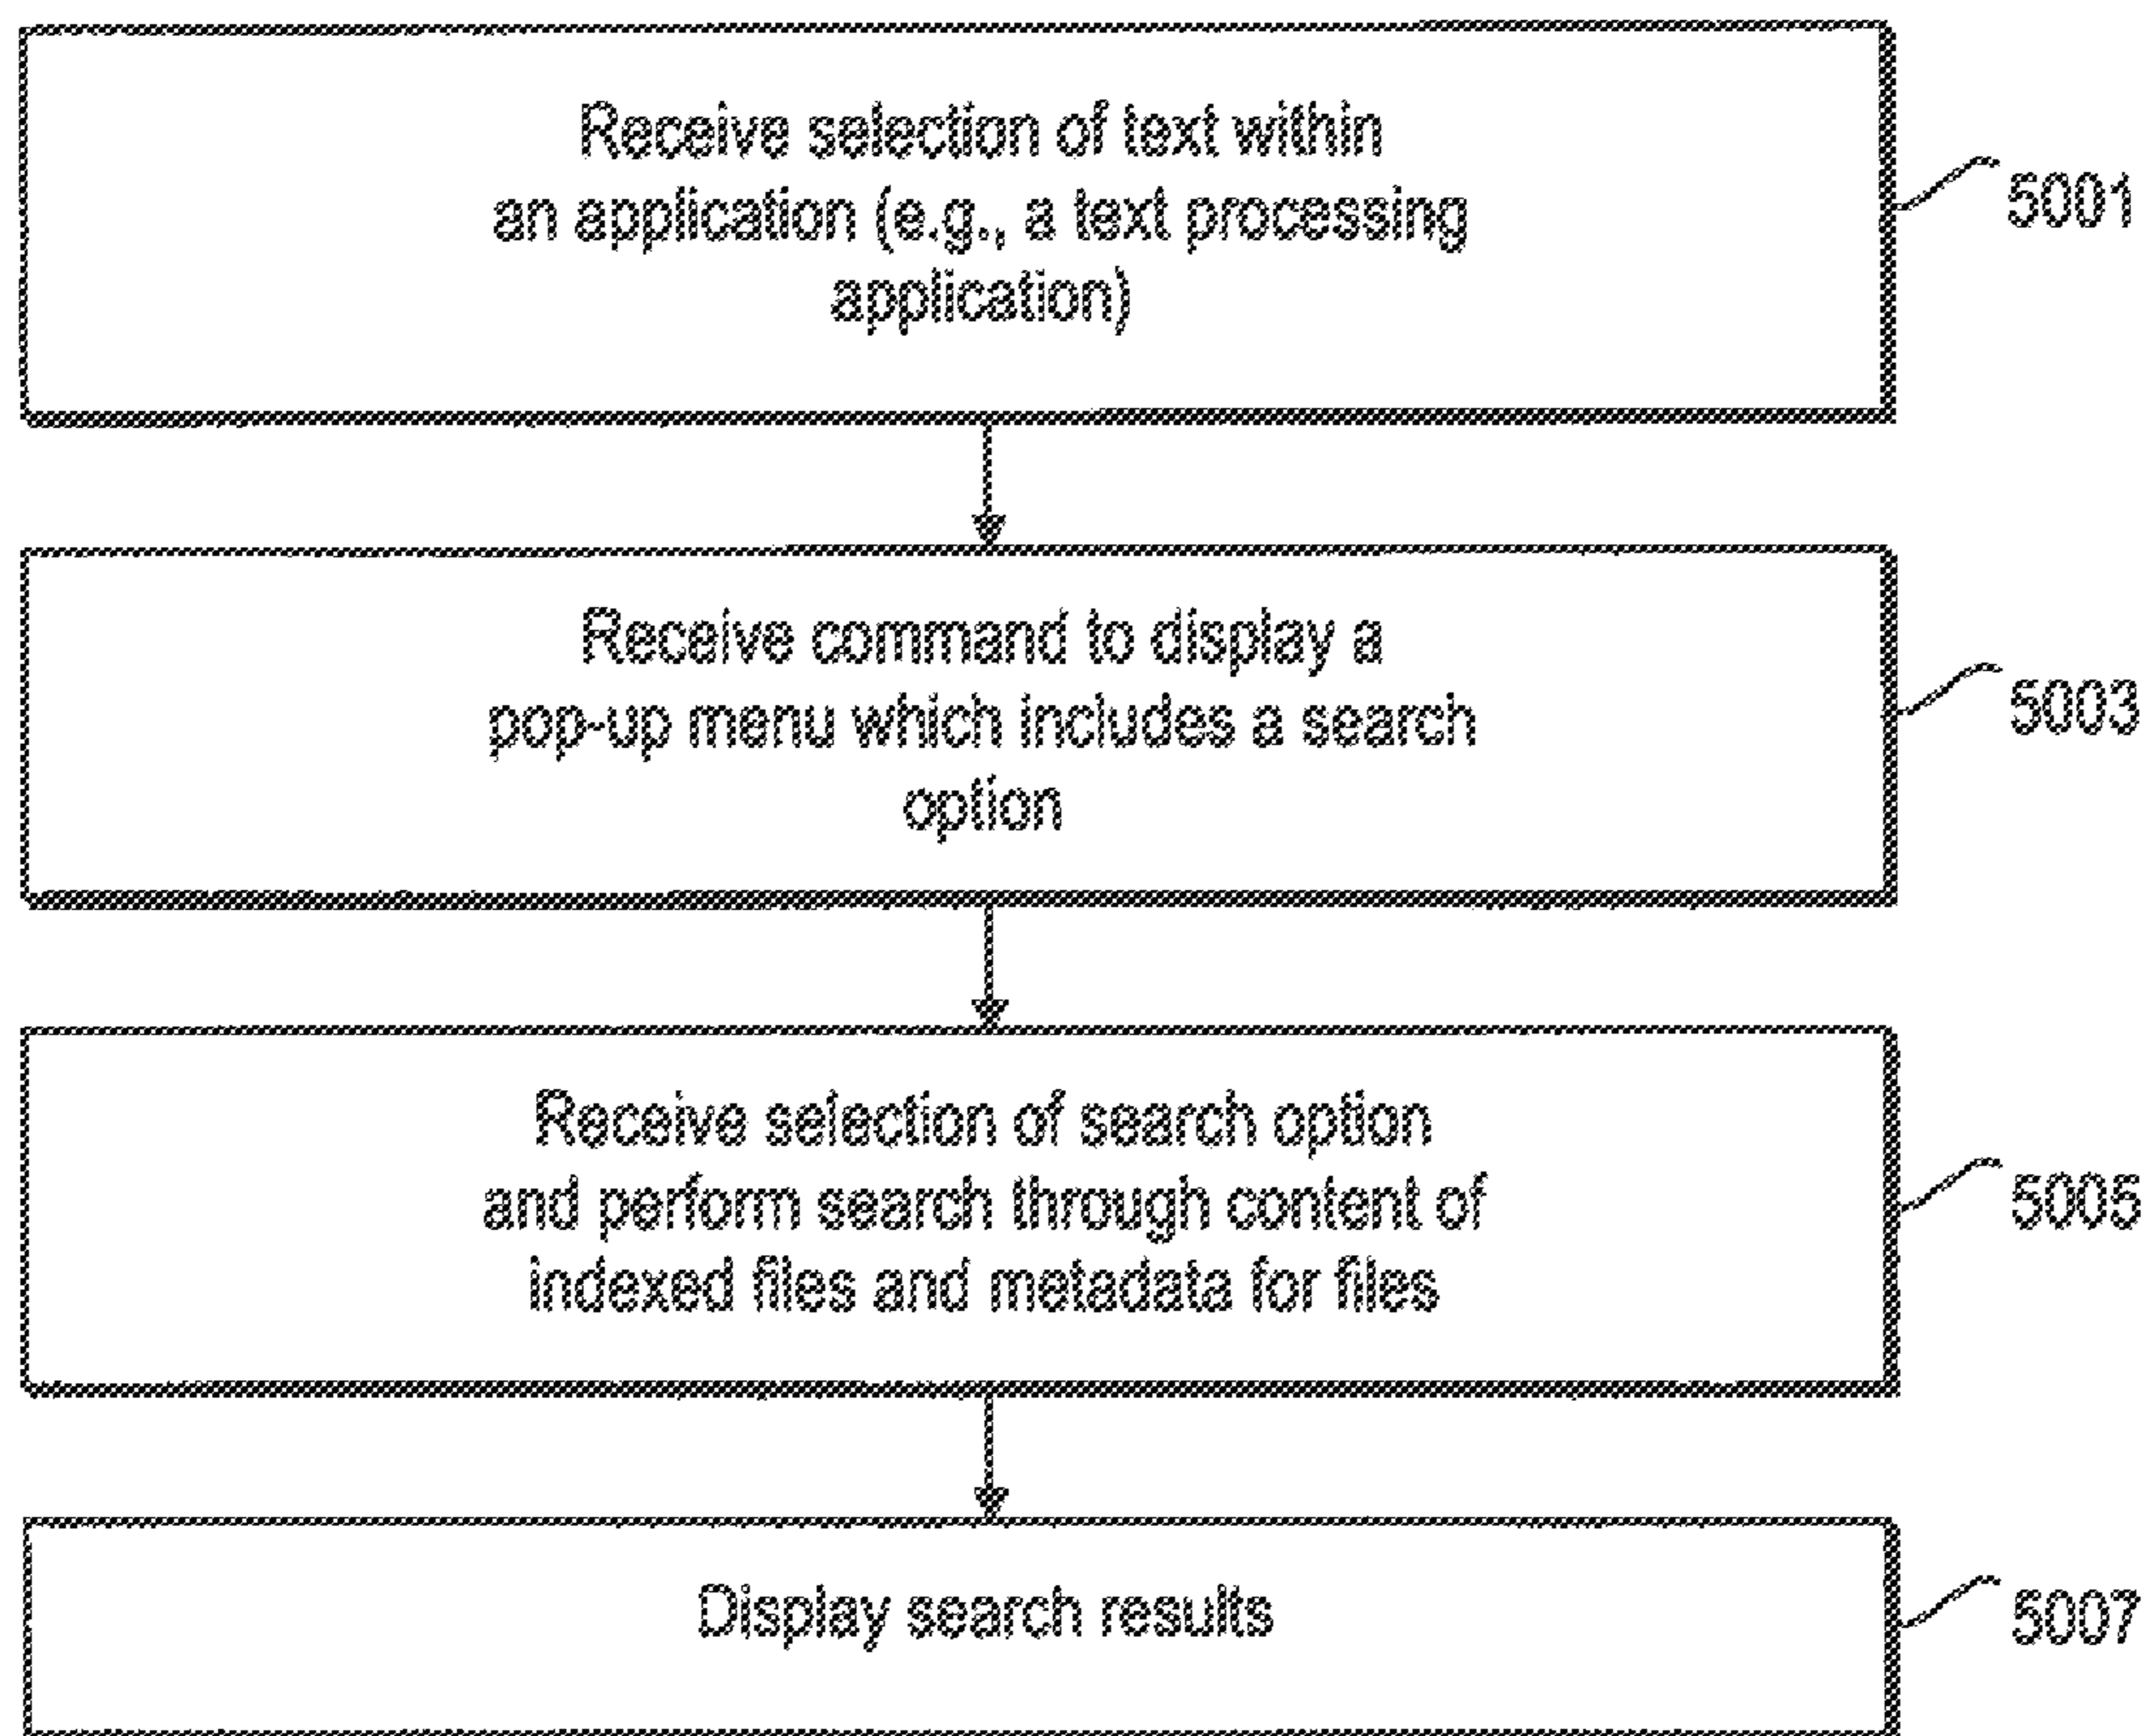 Receive selection of text within
an application (e.g., a text processing
application)
5001
Receive command to display a
pop-up menu which includes a search
option
5003
Receive selection of search option
and perform search through content of
indexed files and metadata for files
5005
Display search results
5007